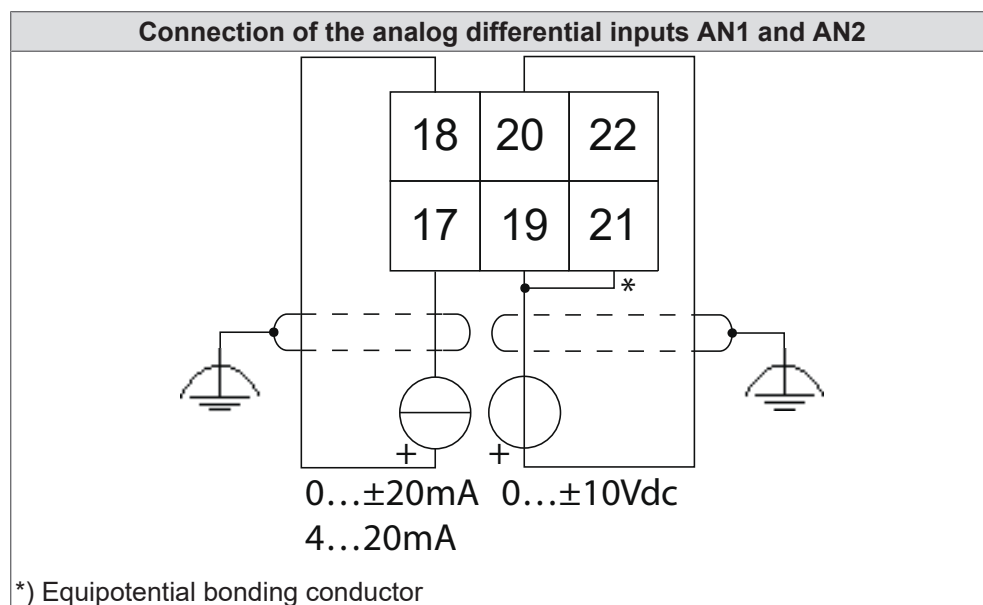 Connection of the analog differential inputs AN1 and AN2
18 20 22
17 19 21
*
+ +
0…±20mA 0…±10Vdc
4…20mA
*) Equipotential bonding conductor